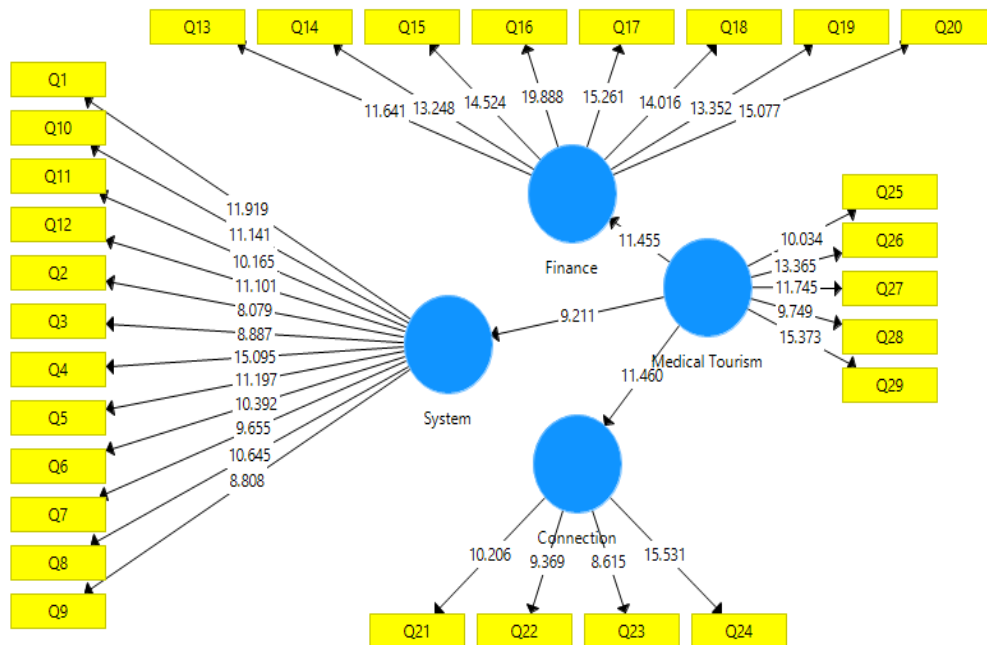 Q13 Q14 Q15 Q16 Q17 Q18 Q19 Q20
11.641 13.248 14.524 19.888 15.261 14.016 13.352 15.077
Finance
Q1
Q10
Q11
Q12
Q2
Q3
Q4
Q5
Q6
Q7
Q8
Q9
11.919
11.141
10.165
11.101
8.079
8.887
15.095
11.197
10.392
9.655
10.645
8.808
System
11.455
9.211
11.460
Medical Tourism
10.034
13.365
11.745
9.749
15.373
Q25
Q26
Q27
Q28
Q29
Connection
10.206 9.369 8.615 15.531
Q21 Q22 Q23 Q24